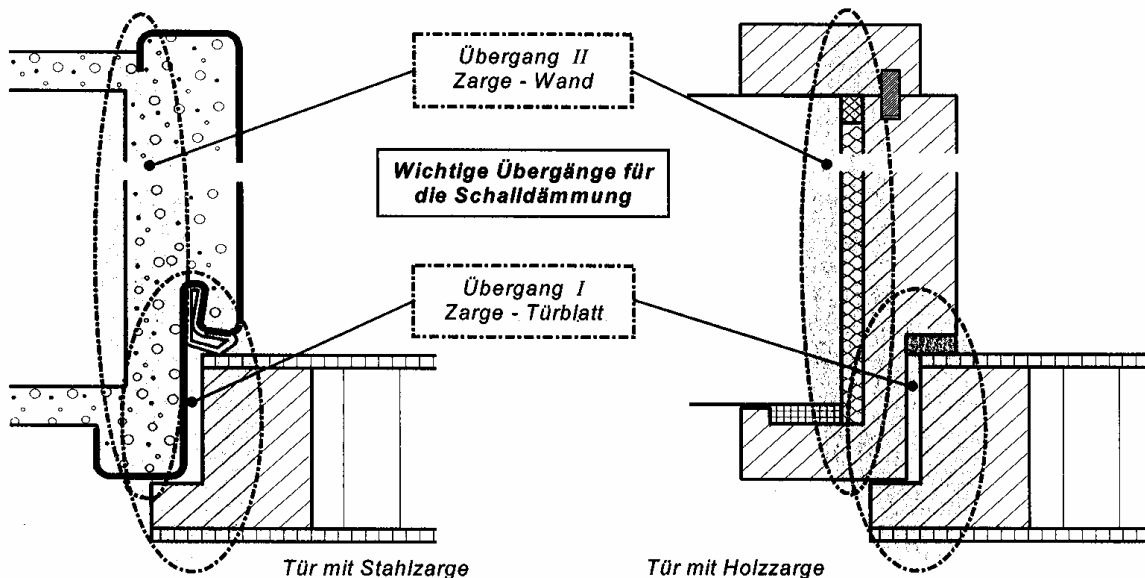 Übergang II
Zarge - Wand
Wichtige Übergänge für
die Schalldämmung
Übergang I
Zarge - Türblatt
Tür mit Stahlzarge
Tür mit Holzzarge